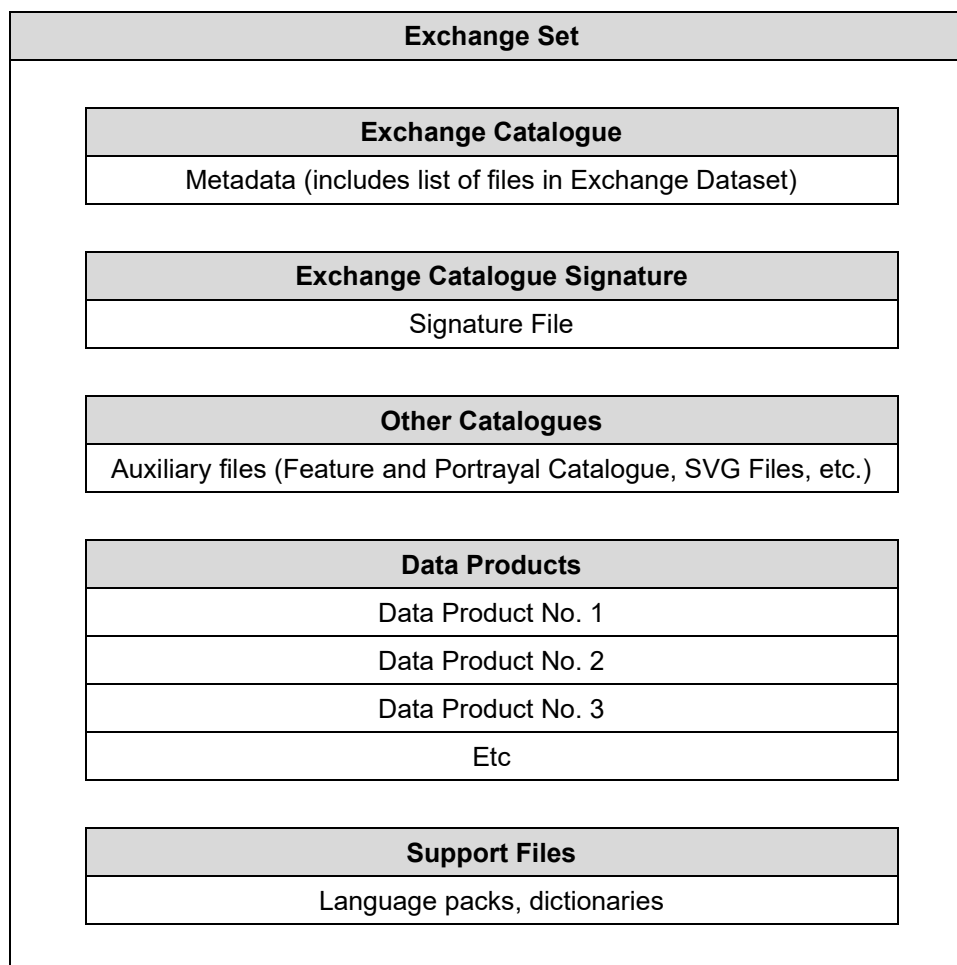 Exchange Set
Exchange Catalogue
Metadata (includes list of files in Exchange Dataset)
Exchange Catalogue Signature
Signature File
Other Catalogues
Auxiliary files (Feature and Portrayal Catalogue, SVG Files, etc.)
Data Products
Data Product No. 1
Data Product No. 2
Data Product No. 3
Etc
Support Files
Language packs, dictionaries